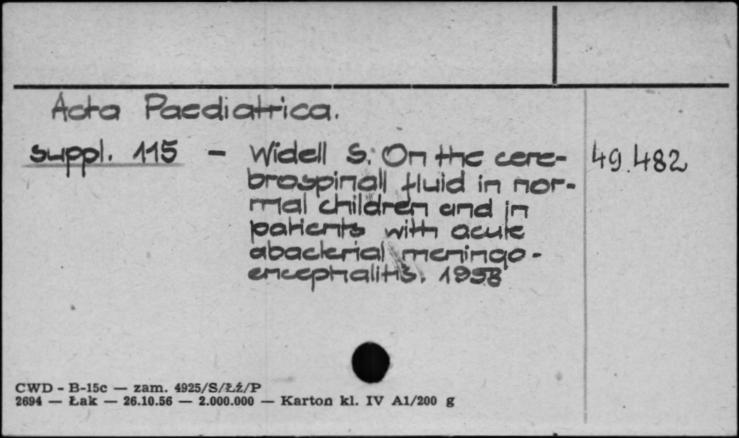 Acta Paediatrica.
suppl. 115 - Widell S. On the cere- 49.482
brospinall fluid in nor-
mal children and in
patients with acute
abacterial meningo-
encephalitis. 1958
CWD - B-15c — zam. 4925/S/Łź/P
2694 — Łak — 26.10.56 — 2.000.000 — Karton kl. IV A1/200 g